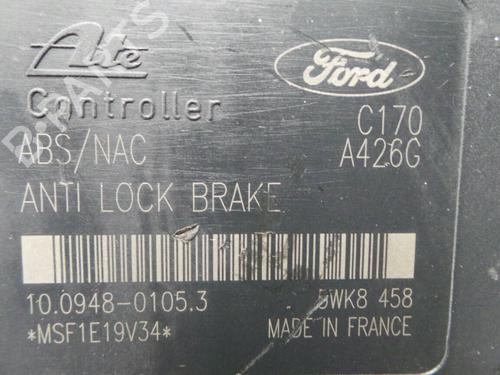 Ate
Ford
Controller
C170
ABS/NAC
A426G
ANTI LOCK BRAKE
10.0948-0105.3
5WK8 458
*MSF1E19V34*
MADE IN FRANCE